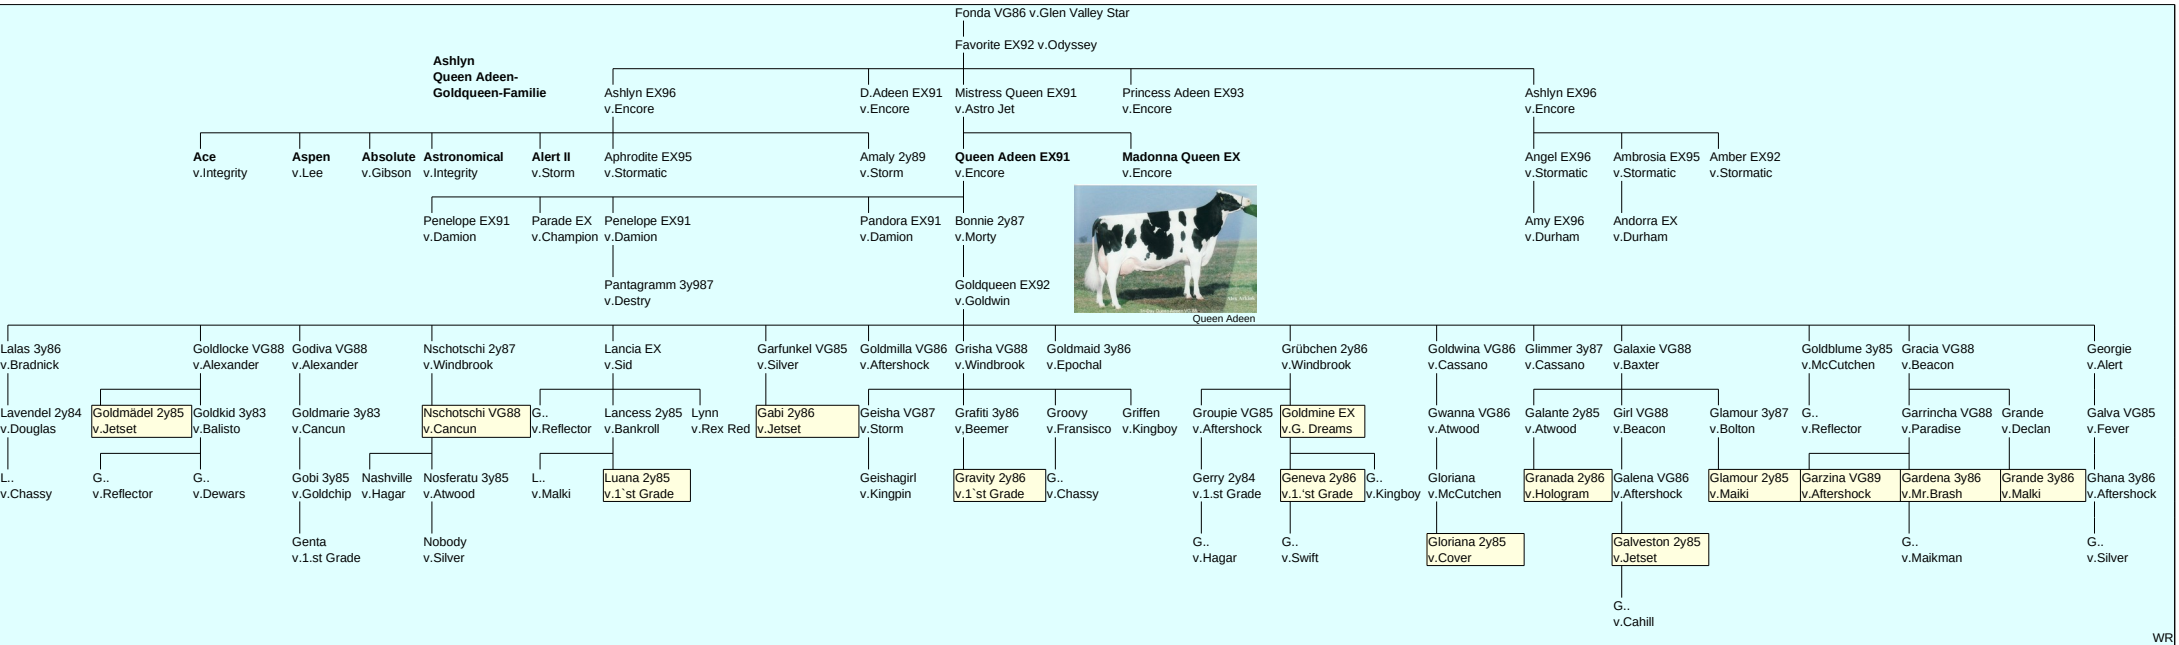 Fonda VG86 v.Glen Valley Star
Favorite EX92 v.Odyssey
Ashlyn
Queen Adeen-
Goldqueen-Familie
Ashlyn EX96
v.Encore
D.Adeen EX91
v.Encore
Mistress Queen EX91
v.Astro Jet
Princess Adeen EX93
v.Encore
Ashlyn EX96
v.Encore
Ace
v.Integrity
Aspen
v.Lee
Absolute
v.Gibson
Astronomical
v.Integrity
Alert II
v.Storm
Aphrodite EX95
v.Stormatic
Amaly 2y89
v.Storm
Queen Adeen EX91
v.Encore
Madonna Queen EX
v.Encore
Angel EX96
v.Stormatic
Ambrosia EX95
v.Stormatic
Amber EX92
v.Stormatic
Penelope EX91
v.Damion
Parade EX
v.Champion
Penelope EX91
v.Damion
Pandora EX91
v.Damion
Bonnie 2y87
v.Morty
Amy EX96
v.Durham
Andorra EX
v.Durham
Pantagramm 3y987
v.Destry
Goldqueen EX92
v.Goldwin
Queen Adeen
Lalas 3y86
v.Bradnick
Goldlocke VG88
v.Alexander
Godiva VG88
v.Alexander
Nschotschi 2y87
v.Windbrook
Lancia EX
v.Sid
Garfunkel VG85
v.Silver
Goldmilla VG86
v.Aftershock
Grisha VG88
v.Windbrook
Goldmaid 3y86
v.Epochal
Grübchen 2y86
v.Windbrook
Goldwina VG86
v.Cassano
Glimmer 3y87
v.Cassano
Galaxie VG88
v.Baxter
Goldblume 3y85
v.McCutchen
Gracia VG88
v.Beacon
Georgie
v.Alert
Lavendel 2y84
v.Douglas
Goldmädel 2y85
v.Jetset
Goldkid 3y83
v.Balisto
Goldmarie 3y83
v.Cancun
Nschotschi VG88
v.Cancun
G..
v.Reflector
Lancess 2y85
v.Bankroll
Lynn
v.Rex Red
Gabi 2y86
v.Jetset
Geisha VG87
v.Storm
Grafiti 3y86
v,Beemer
Groovy
v.Fransisco
Griffen
v.Kingboy
Groupie VG85
v.Aftershock
Goldmine EX
v.G. Dreams
Gwanna VG86
v.Atwood
Galante 2y85
v.Atwood
Girl VG88
v.Beacon
Glamour 3y87
v.Bolton
G..
v.Reflector
Garrincha VG88
v.Paradise
Grande
v.Declan
Galva VG85
v.Fever
L..
v.Chassy
G..
v.Reflector
G..
v.Dewars
Gobi 3y85
v.Goldchip
Nashville
v.Hagar
Nosferatu 3y85
v.Atwood
L..
v.Malki
Luana 2y85
v.1`st Grade
Geishagirl
v.Kingpin
Gravity 2y86
v.1`st Grade
G..
v.Chassy
Gerry 2y84
v.1.st Grade
Geneva 2y86
v.1.'st Grade
G..
v.Kingboy
Gloriana
v.McCutchen
Granada 2y86
v.Hologram
Galena VG86
v.Aftershock
Glamour 2y85
v.Maiki
Garzina VG89
v.Aftershock
Gardena 3y86
v.Mr.Brash
Grande 3y86
v.Malki
Ghana 3y86
v.Aftershock
Genta
v.1.st Grade
Nobody
v.Silver
G..
v.Hagar
G..
v.Swift
Gloriana 2y85
v.Cover
Galveston 2y85
v.Jetset
G..
v.Maikman
G..
v.Silver
G..
v.Cahill
WR